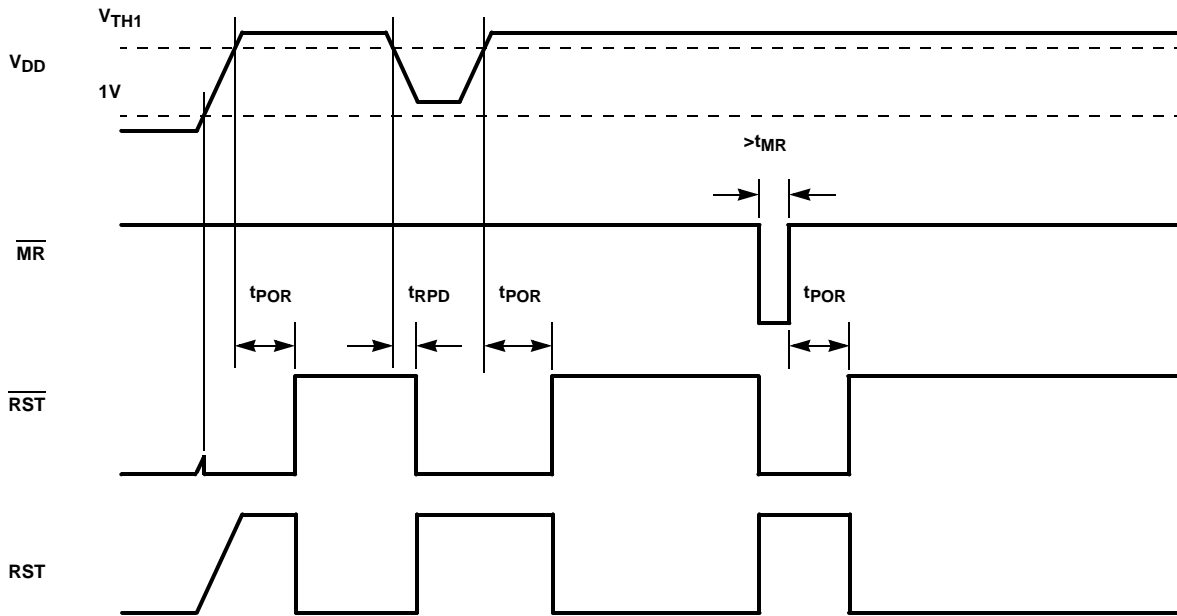 VTH1
VDD
1V
>tMR
MR
tPOR
tRPD
tPOR
tPOR
RST
RST